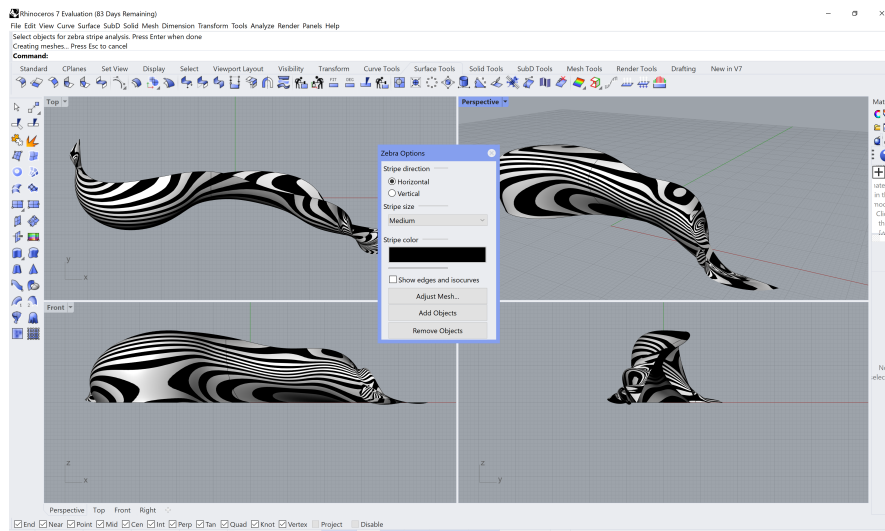 Rhinoceros 7 Evaluation (83 Days Remaining)
File Edit View Curve Surface SubD Solid Mesh Dimension Transform Tools Analyze Render Panels Help
Select objects for zebra stripe analysis. Press Enter when done
Creating meshes... Press Esc to cancel
Command:
Standard CPlanes Set View Display Select Viewport Layout Visibility Transform Curve Tools Surface Tools Solid Tools SubD Tools Mesh Tools Render Tools Drafting New in V7
Top
Perspective
Mat
Zebra Options
Stripe direction
Horizontal
Vertical
Stripe size
Medium
Stripe color
Show edges and isocurves
Adjust Mesh...
Add Objects
Remove Objects
y
x
Front
z
x
z
y
Perspective Top Front Right
End Near Point Mid Cen Int Perp Tan Quad Knot Vertex Project Disable